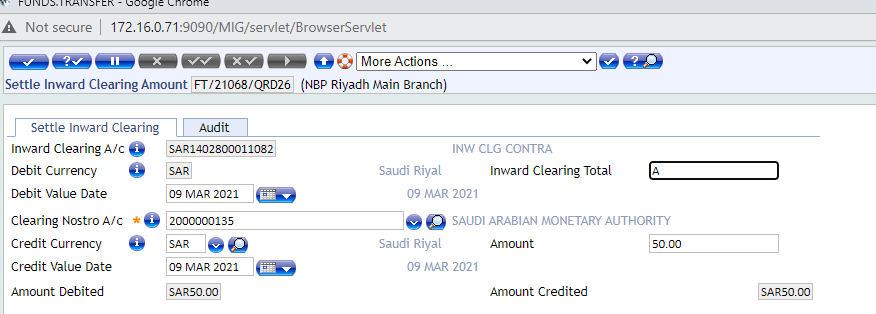 FUNDS.TRANSFER - Google Chrome
Not secure | 172.16.0.71:9090/MIG/servlet/BrowserServlet
More Actions ...
Settle Inward Clearing Amount FT/21068/QRD26 (NBP Riyadh Main Branch)
Settle Inward Clearing Audit
Inward Clearing A/c SAR1402800011082 INW CLG CONTRA
Debit Currency SAR Saudi Riyal Inward Clearing Total A
Debit Value Date 09 MAR 2021 09 MAR 2021
Clearing Nostro A/c * 2000000135 SAUDI ARABIAN MONETARY AUTHORITY
Credit Currency SAR Saudi Riyal Amount 50.00
Credit Value Date 09 MAR 2021 09 MAR 2021
Amount Debited SAR50.00 Amount Credited SAR50.00